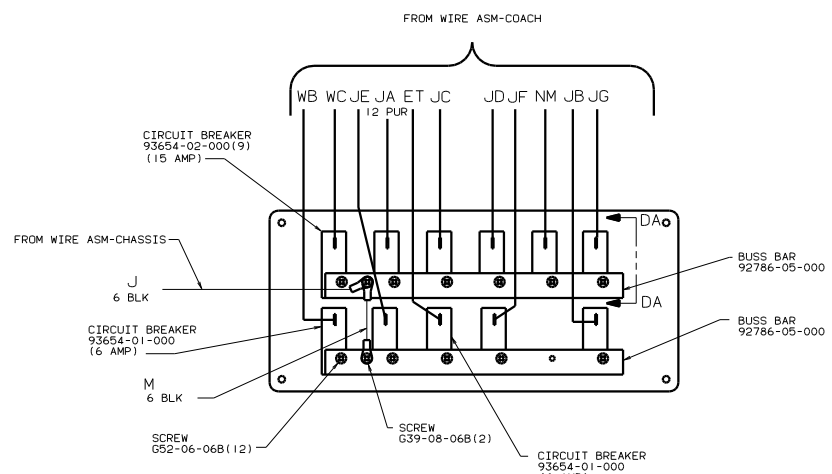 FROM WIRE ASM-COACH
WB WC JE JA ET JC JD JF NM JB JG
12 PUR
CIRCUIT BREAKER
93654-02-000(9)
(15 AMP)
DA
FROM WIRE ASM-CHASSIS
BUSS BAR
92786-05-000
J
6 BLK
DA
CIRCUIT BREAKER
93654-01-000
(6 AMP)
BUSS BAR
92786-05-000
M
6 BLK
SCREW
G52-06-06B(12)
SCREW
G39-08-06B(2)
CIRCUIT BREAKER
93654-01-000